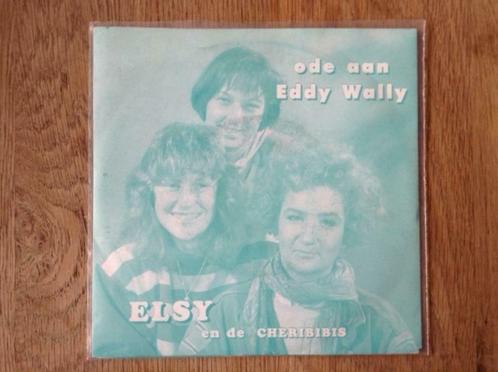 ode aan
Eddy Wally
ELSY
en de CHERIBIBIS